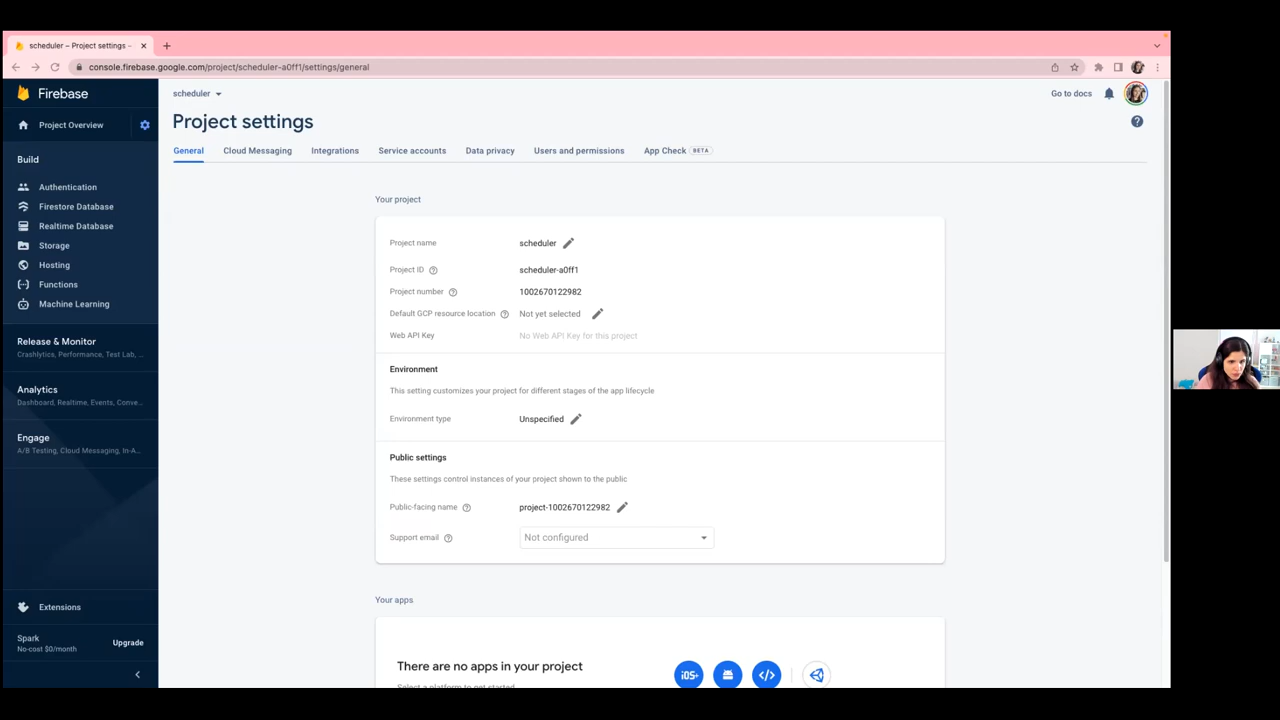 scheduler – Project settings –
console.firebase.google.com/project/scheduler-a0ff1/settings/general
Firebase
scheduler
Go to docs
Project Overview
Project settings
General Cloud Messaging Integrations Service accounts Data privacy Users and permissions App Check BETA
Build
Authentication
Firestore Database
Realtime Database
Storage
Hosting
Functions
Machine Learning
Release & Monitor
Crashlytics, Performance, Test Lab, ...
Analytics
Dashboard, Realtime, Events, Conve...
Engage
A/B Testing, Cloud Messaging, In-A...
Extensions
Spark
No-cost $0/month
Upgrade
Your project
Project name scheduler
Project ID scheduler-a0ff1
Project number 1002670122982
Default GCP resource location Not yet selected
Web API Key No Web API Key for this project
Environment
This setting customizes your project for different stages of the app lifecycle
Environment type Unspecified
Public settings
These settings control instances of your project shown to the public
Public-facing name project-1002670122982
Support email Not configured
Your apps
There are no apps in your project
Select a platform to get started
iOS+